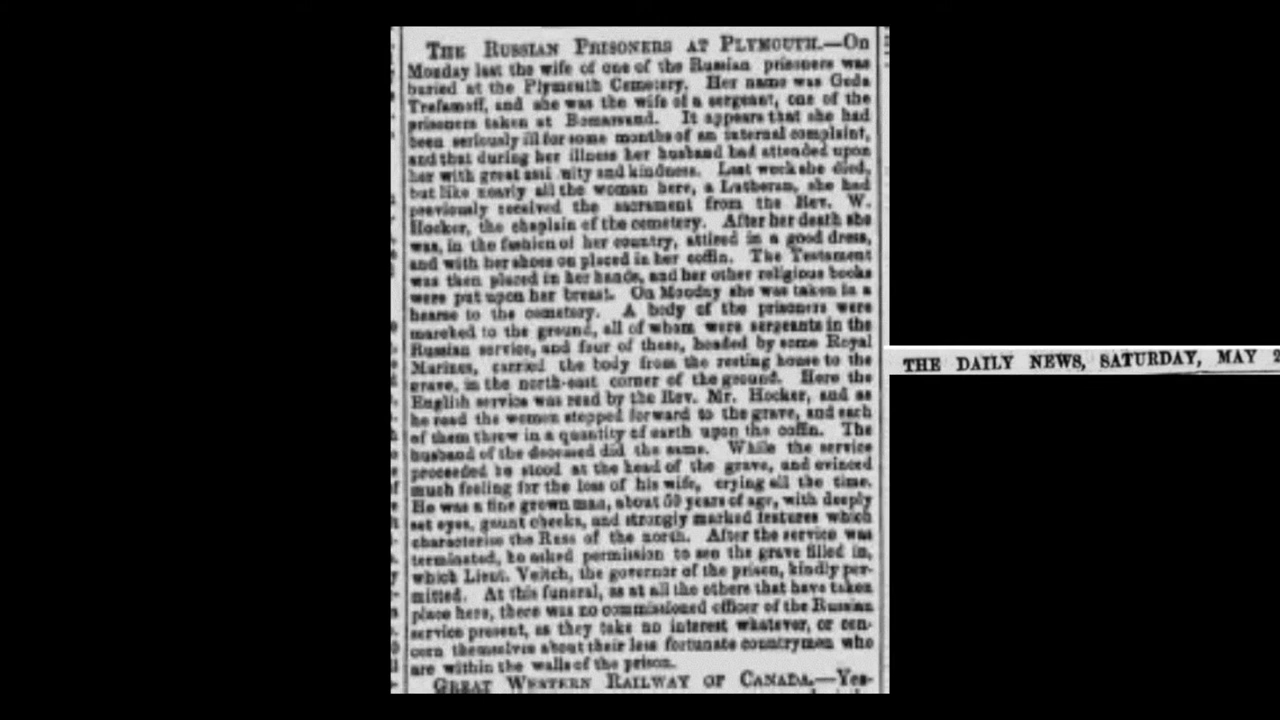 THE RUSSIAN PRISONERS AT PLYMOUTH.—On
Monday last the wife of one of the Russian prisoners was
buried at the Plymouth Cemetery. Her name was Geda
Trefamoff, and she was the wife of a sergeant, one of the
prisoners taken at Bomarsund. It appears that she had
been seriously ill for some months of an internal complaint,
and that during her illness her husband had attended upon
her with great assi uity and kindness. Last week she died,
but like nearly all the woman here, a Lutheran, she had
previously received the sacrament from the Rev. W.
Hocker, the chaplain of the cemetery. After her death she
was, in the fashion of her country, attired in a good dress,
and with her shoes on placed in her coffin. The Testament
was then placed in her hands, and her other religious books
were put upon her breast. On Monday she was taken in a
hearse to the cemetery. A body of the prisoners were
marched to the ground, all of whom were sergeants in the
Russian service, and four of these, headed by some Royal
Marines, carried the body from the resting house to the
grave, in the north-east corner of the ground. Here the
English service was read by the Rev. Mr. Hocker, and as
he read the women stepped forward to the grave, and each
of them threw in a quantity of earth upon the coffin. The
husband of the deceased did the same. While the service
proceeded he stood at the head of the grave, and evinced
much feeling for the loss of his wife, crying all the time.
He was a fine grown man, about 50 years of age, with deeply
set eyes, gaunt cheeks, and strongly marked features which
characterise the Russ of the north. After the service was
terminated, he asked permission to see the grave filled in,
which Lieut. Veitch, the governor of the prison, kindly per-
mitted. At this funeral, as at all the others that have taken
place here, there was no commissioned officer of the Russian
service present, as they take no interest whatever, or con-
cern themselves about their less fortunate countrymen who
are within the walls of the prison.
GREAT WESTERN RAILWAY OF CANADA.—Yes-
THE DAILY NEWS, SATURDAY, MAY 2